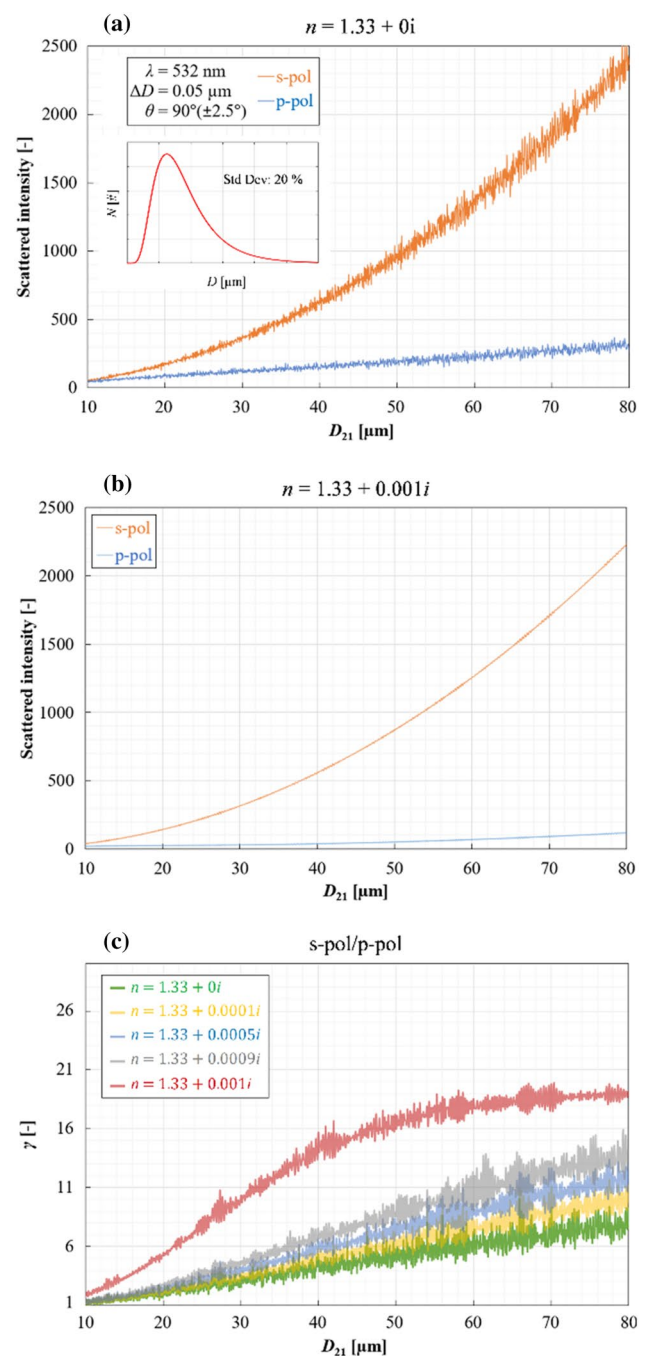 (a)
n = 1.33 + 0i
2500
2000
1500
1000
500
0
Scattered intensity [-]
λ = 532 nm
ΔD = 0.05 µm
θ = 90°(±2.5°)
s-pol
p-pol
Std Dev: 20 %
N [#]
D [µm]
10 20 30 40 50 60 70 80
D21 [µm]
(b)
n = 1.33 + 0.001i
2500
2000
1500
1000
500
0
Scattered intensity [-]
s-pol
p-pol
10 20 30 40 50 60 70 80
D21 [µm]
(c)
s-pol/p-pol
26
21
16
11
6
1
γ [-]
n = 1.33 + 0i
n = 1.33 + 0.0001i
n = 1.33 + 0.0005i
n = 1.33 + 0.0009i
n = 1.33 + 0.001i
10 20 30 40 50 60 70 80
D21 [µm]